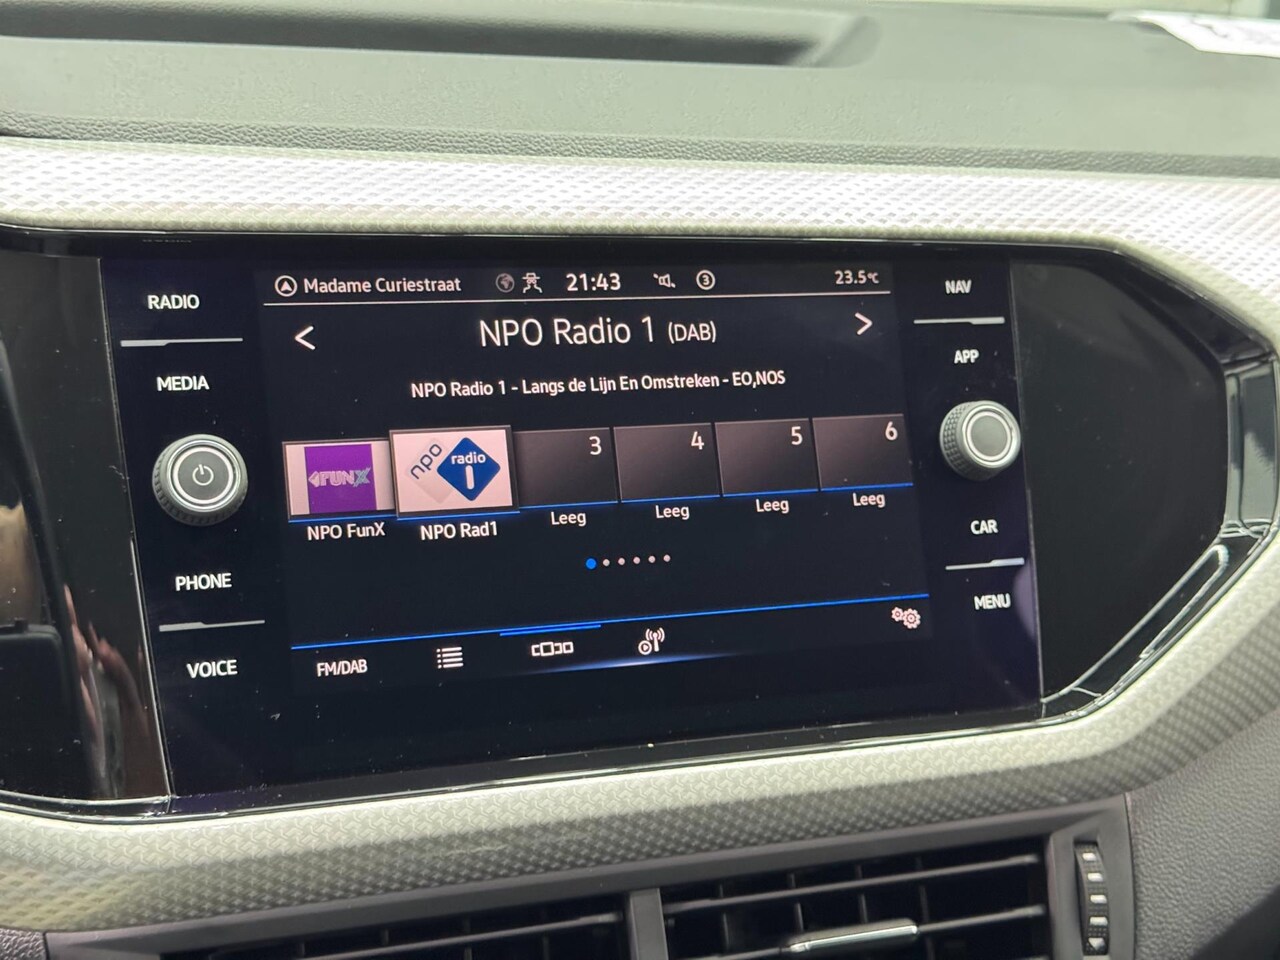 RADIO
MEDIA
PHONE
VOICE
Madame Curiestraat 21:43 3 23.5°C
< NPO Radio 1 (DAB) >
NPO Radio 1 - Langs de Lijn En Omstreken - EO,NOS
FUNX npo radio 1 3 4 5 6
NPO FunX NPO Rad1 Leeg Leeg Leeg Leeg
FM/DAB
NAV
APP
CAR
MENU